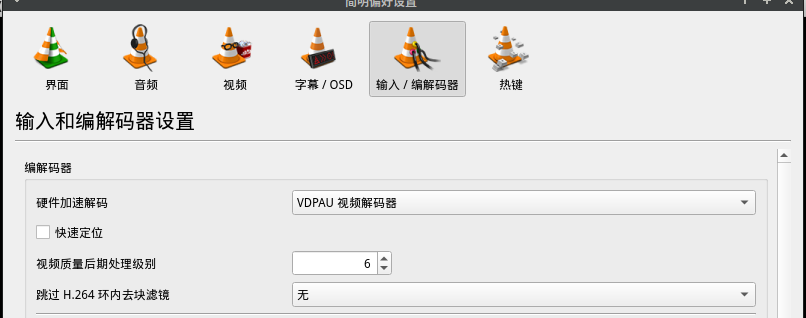 简明偏好设置
界面
音频
视频
字幕 / OSD
输入 / 编解码器
热键
输入和编解码器设置
编解码器
硬件加速解码
VDPAU 视频解码器
快速定位
视频质量后期处理级别
6
跳过 H.264 环内去块滤镜
无